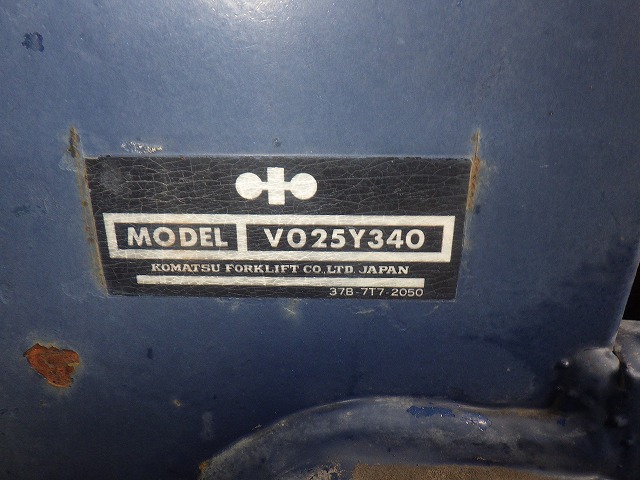 MODEL V025Y340
KOMATSU FORKLIFT CO.,LTD. JAPAN
37B-7T7-2050